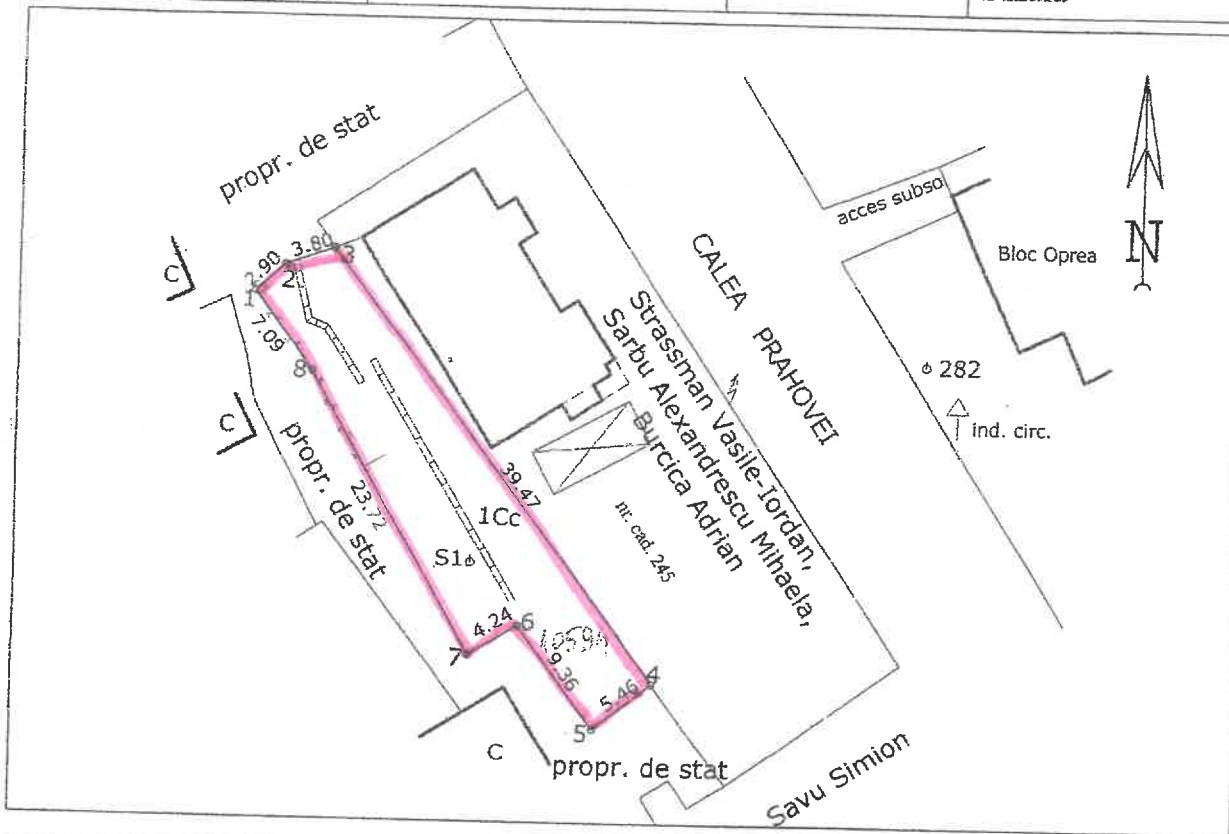 propr. de stat
acces subso
Bloc Oprea
N
C
3.80
3
2.90
2
1
7.09
8
CALEA PRAHOVEI
Strassman Vasile-Iordan,
Sarbu Alexandrescu Mihaela,
Burcica Adrian
282
ind. circ.
C
propr. de stat
23.72
39.47
1Cc
nr. cad. 245
S1
4.24
6
7
9.36
5.46
4
5
C
propr. de stat
Savu Simion